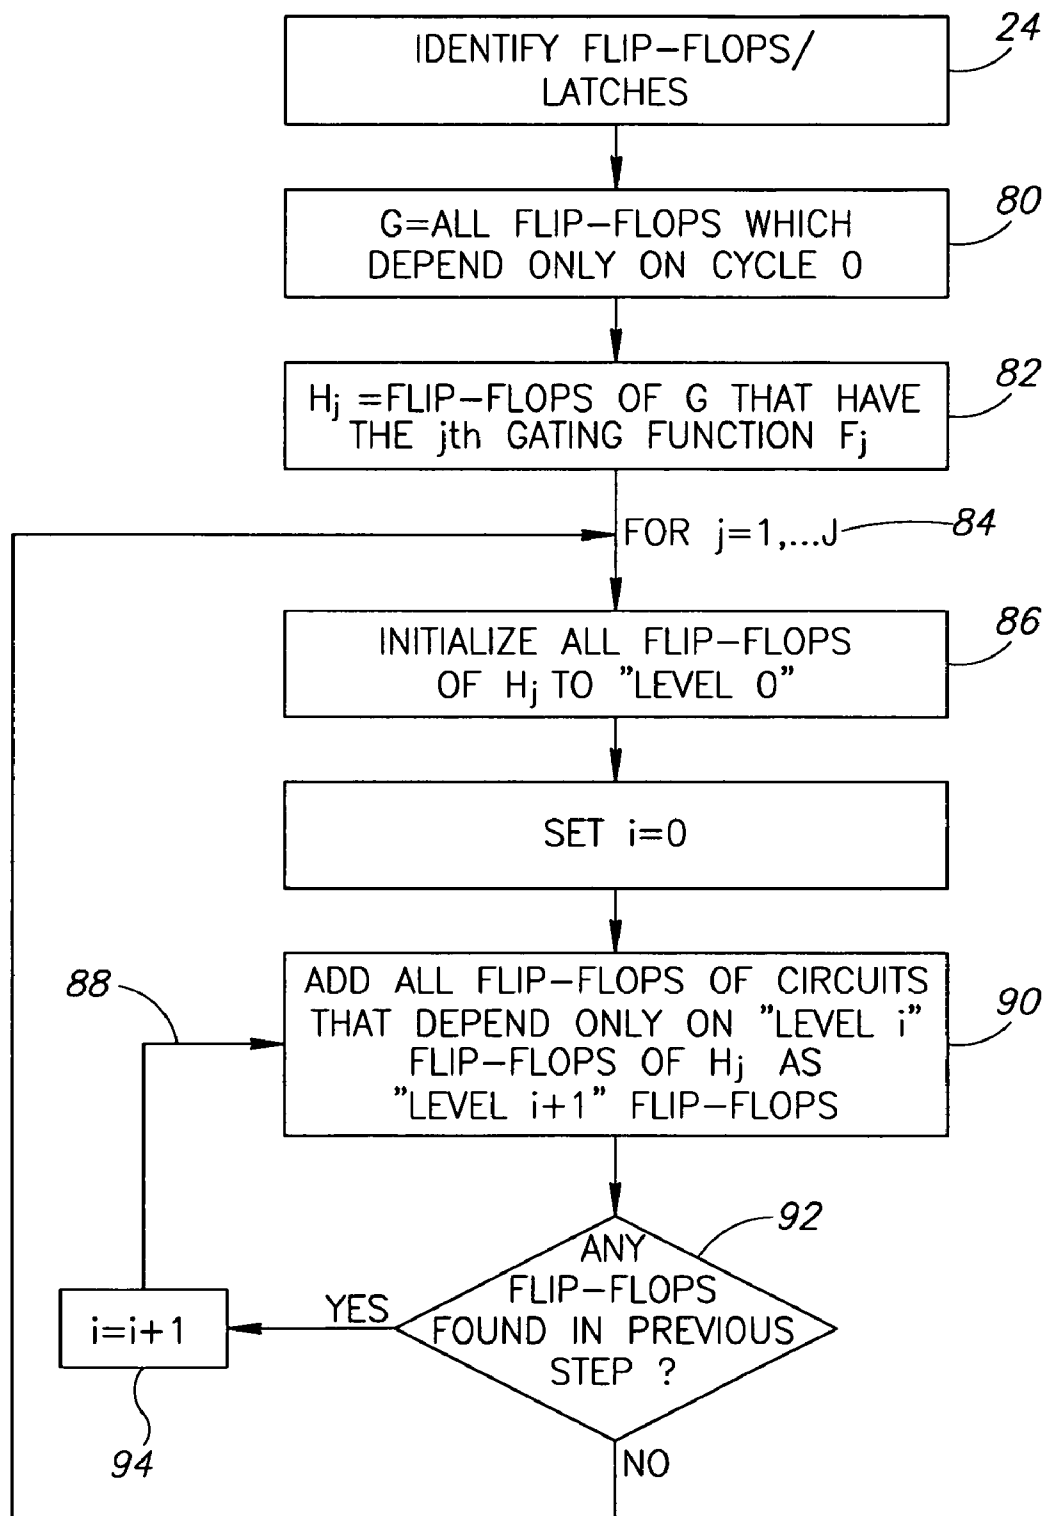 IDENTIFY FLIP-FLOPS/
LATCHES
24
G=ALL FLIP-FLOPS WHICH
DEPEND ONLY ON CYCLE 0
80
Hj =FLIP-FLOPS OF G THAT HAVE
THE jth GATING FUNCTION Fj
82
FOR j=1,...J
84
INITIALIZE ALL FLIP-FLOPS
OF Hj TO "LEVEL 0"
86
SET i=0
88
ADD ALL FLIP-FLOPS OF CIRCUITS
THAT DEPEND ONLY ON "LEVEL i"
FLIP-FLOPS OF Hj AS
"LEVEL i+1" FLIP-FLOPS
90
92
ANY
FLIP-FLOPS
FOUND IN PREVIOUS
STEP ?
YES
i=i+1
94
NO